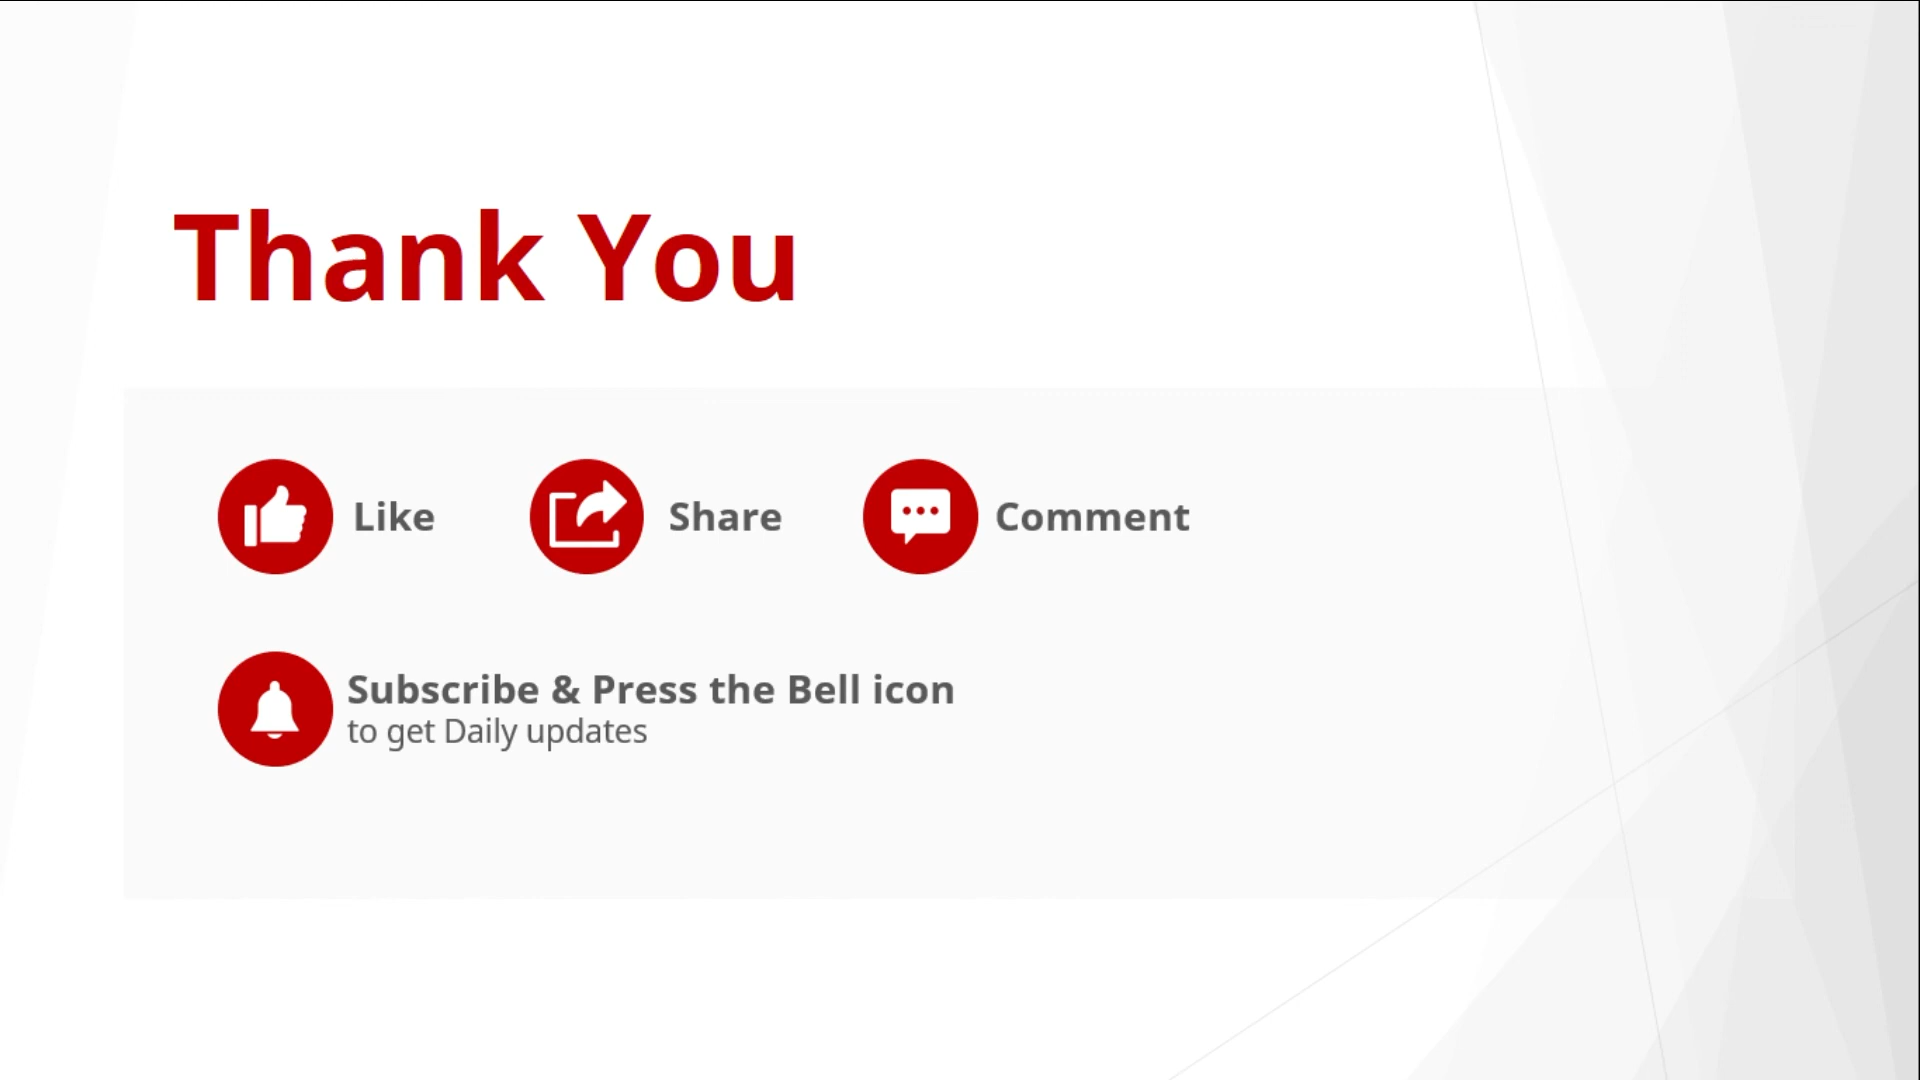 Thank You
Like Share Comment
Subscribe & Press the Bell icon
to get Daily updates